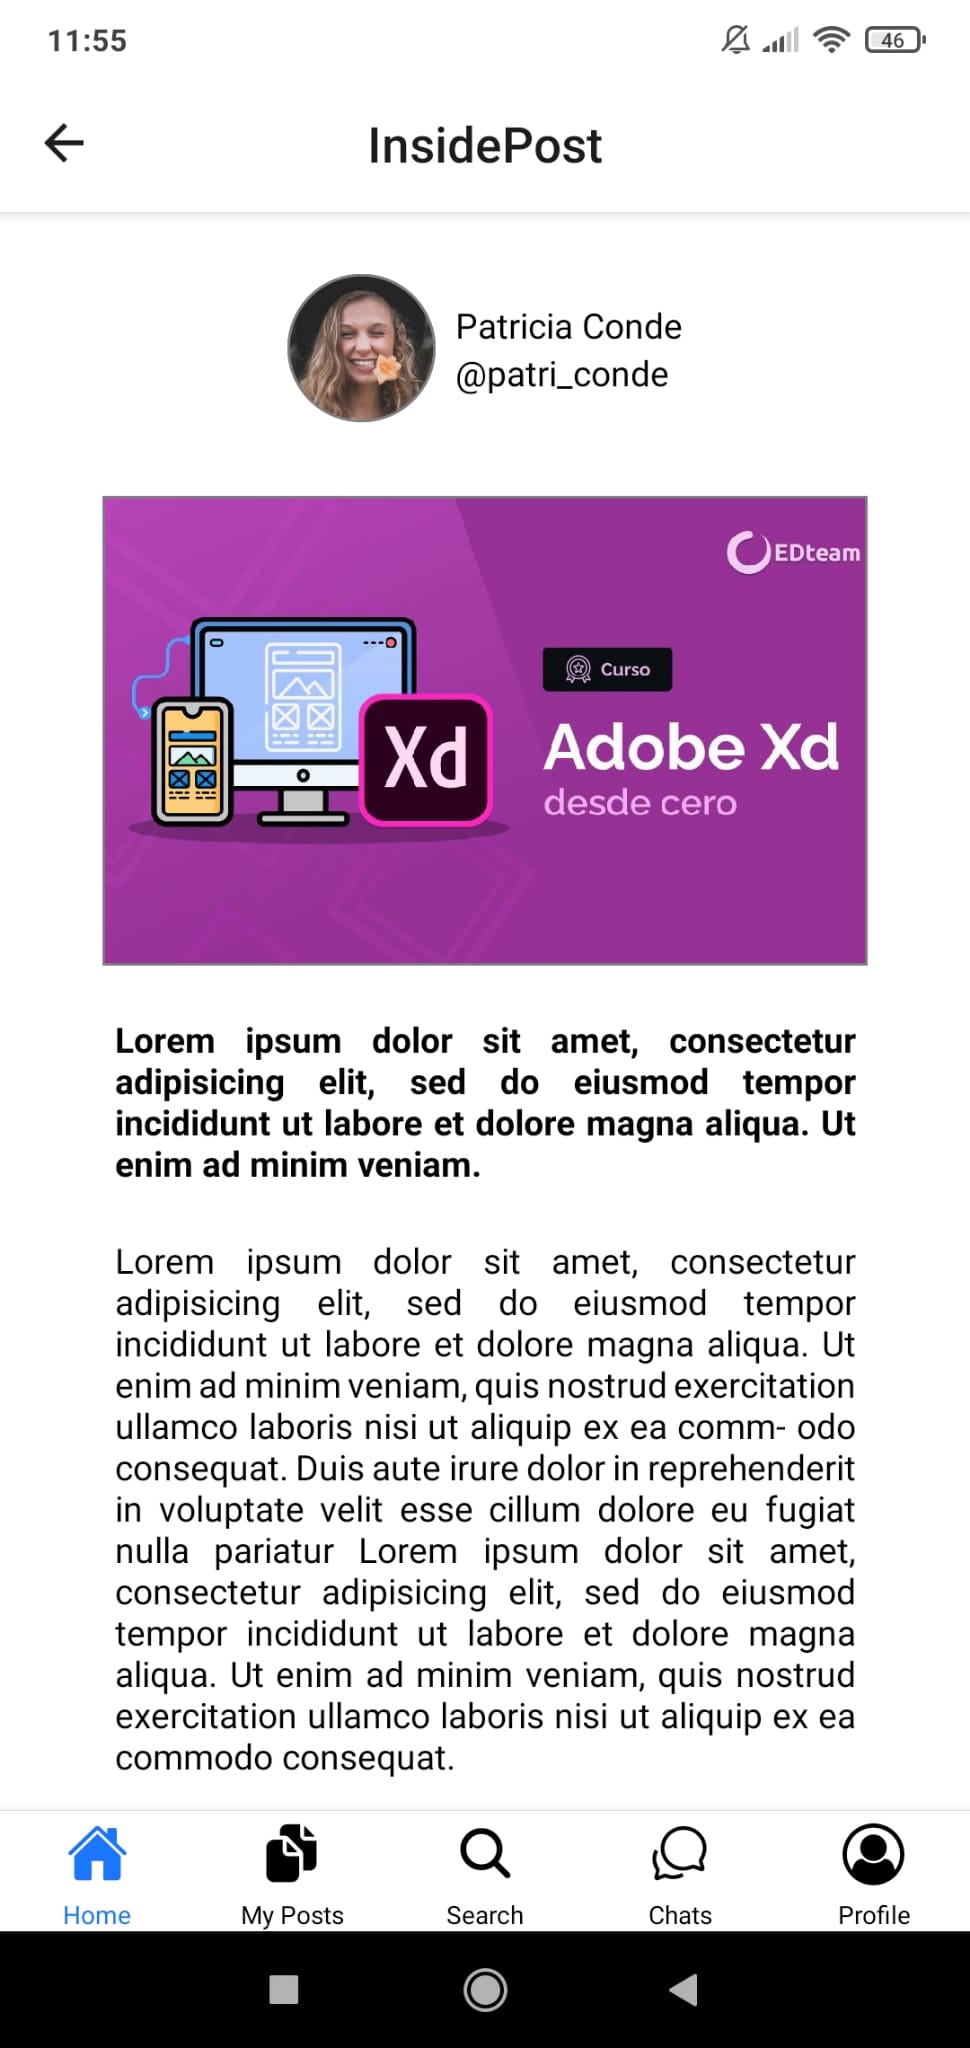 11:55
46
InsidePost
Patricia Conde
@patri_conde
EDteam
Curso
Xd
Adobe Xd
desde cero
Lorem ipsum dolor sit amet, consectetur
adipisicing elit, sed do eiusmod tempor
incididunt ut labore et dolore magna aliqua. Ut
enim ad minim veniam.
Lorem ipsum dolor sit amet, consectetur
adipisicing elit, sed do eiusmod tempor
incididunt ut labore et dolore magna aliqua. Ut
enim ad minim veniam, quis nostrud exercitation
ullamco laboris nisi ut aliquip ex ea comm- odo
consequat. Duis aute irure dolor in reprehenderit
in voluptate velit esse cillum dolore eu fugiat
nulla pariatur Lorem ipsum dolor sit amet,
consectetur adipisicing elit, sed do eiusmod
tempor incididunt ut labore et dolore magna
aliqua. Ut enim ad minim veniam, quis nostrud
exercitation ullamco laboris nisi ut aliquip ex ea
commodo consequat.
Home
My Posts
Search
Chats
Profile